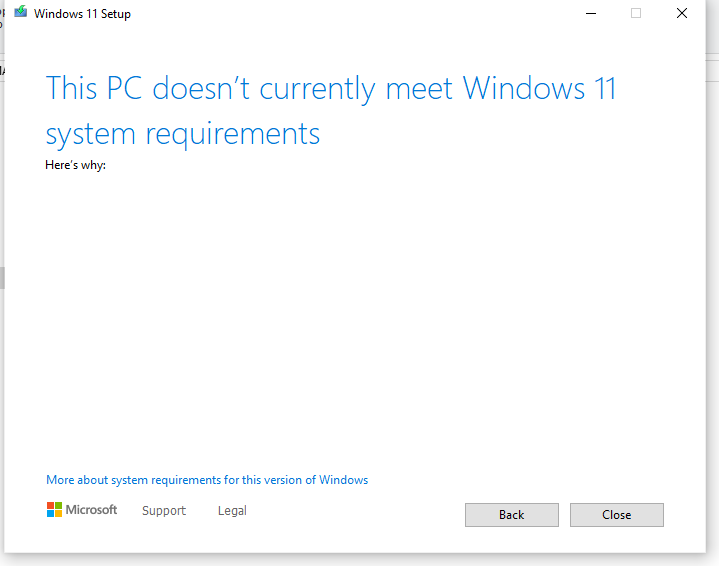 Windows 11 Setup
This PC doesn't currently meet Windows 11
system requirements
Here's why:
More about system requirements for this version of Windows
Microsoft
Support
Legal
Back
Close